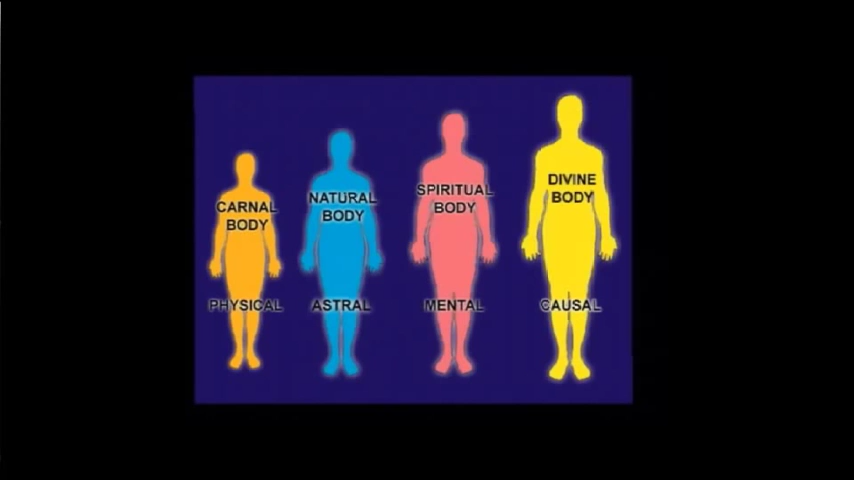 CARNAL
BODY
PHYSICAL
NATURAL
BODY
ASTRAL
SPIRITUAL
BODY
MENTAL
DIVINE
BODY
CAUSAL